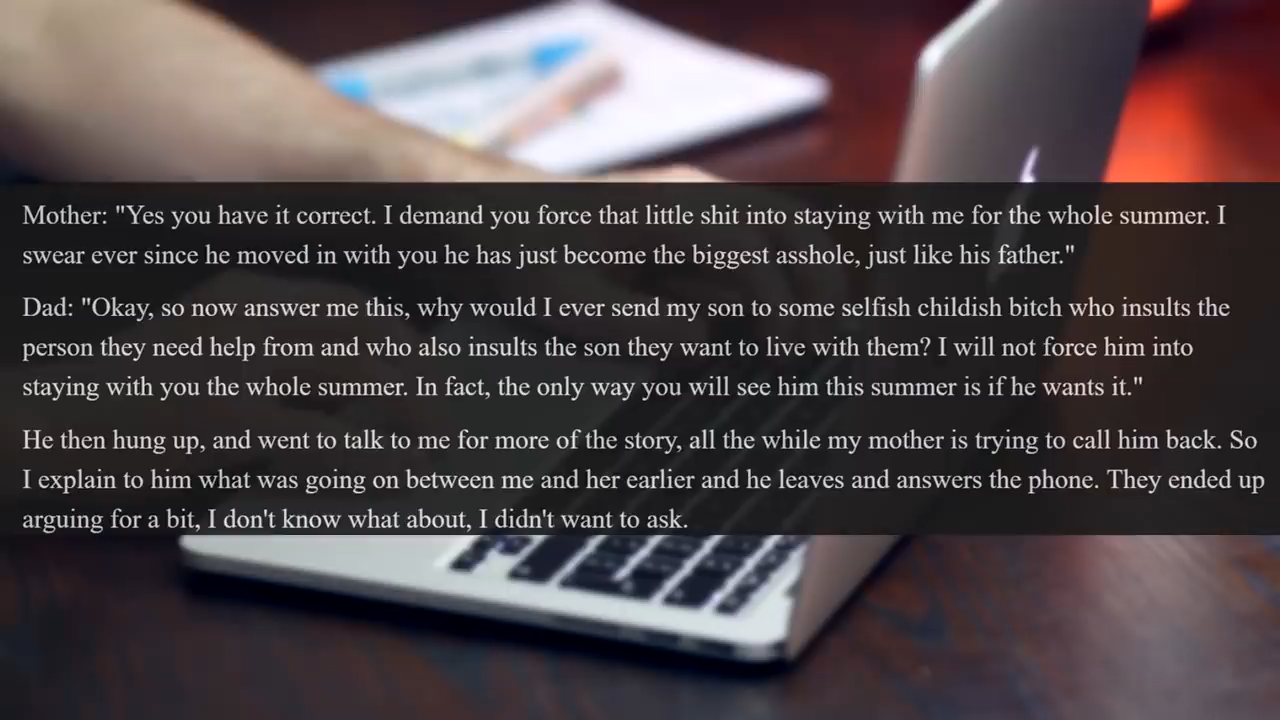 Mother: "Yes you have it correct. I demand you force that little shit into staying with me for the whole summer. I
swear ever since he moved in with you he has just become the biggest asshole, just like his father."
Dad: "Okay, so now answer me this, why would I ever send my son to some selfish childish bitch who insults the
person they need help from and who also insults the son they want to live with them? I will not force him into
staying with you the whole summer. In fact, the only way you will see him this summer is if he wants it."
He then hung up, and went to talk to me for more of the story, all the while my mother is trying to call him back. So
I explain to him what was going on between me and her earlier and he leaves and answers the phone. They ended up
arguing for a bit, I don't know what about, I didn't want to ask.